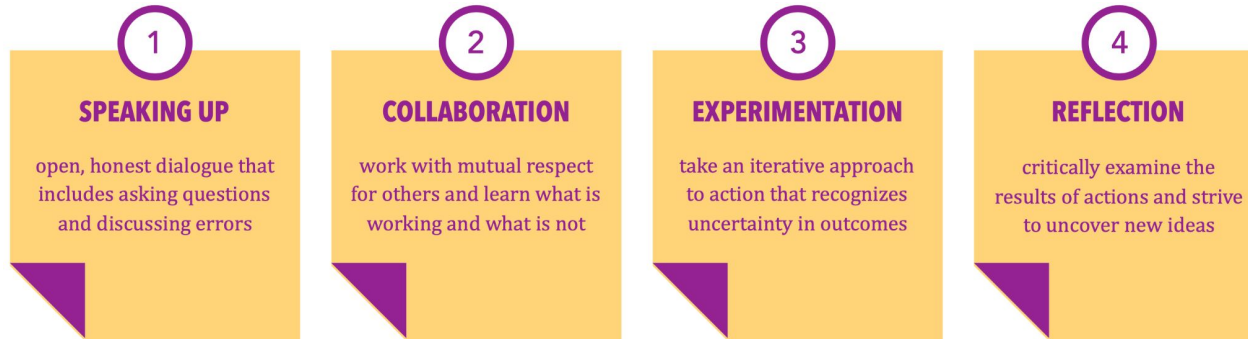 1
SPEAKING UP
open, honest dialogue that
includes asking questions
and discussing errors
2
COLLABORATION
work with mutual respect
for others and learn what is
working and what is not
3
EXPERIMENTATION
take an iterative approach
to action that recognizes
uncertainty in outcomes
4
REFLECTION
critically examine the
results of actions and strive
to uncover new ideas